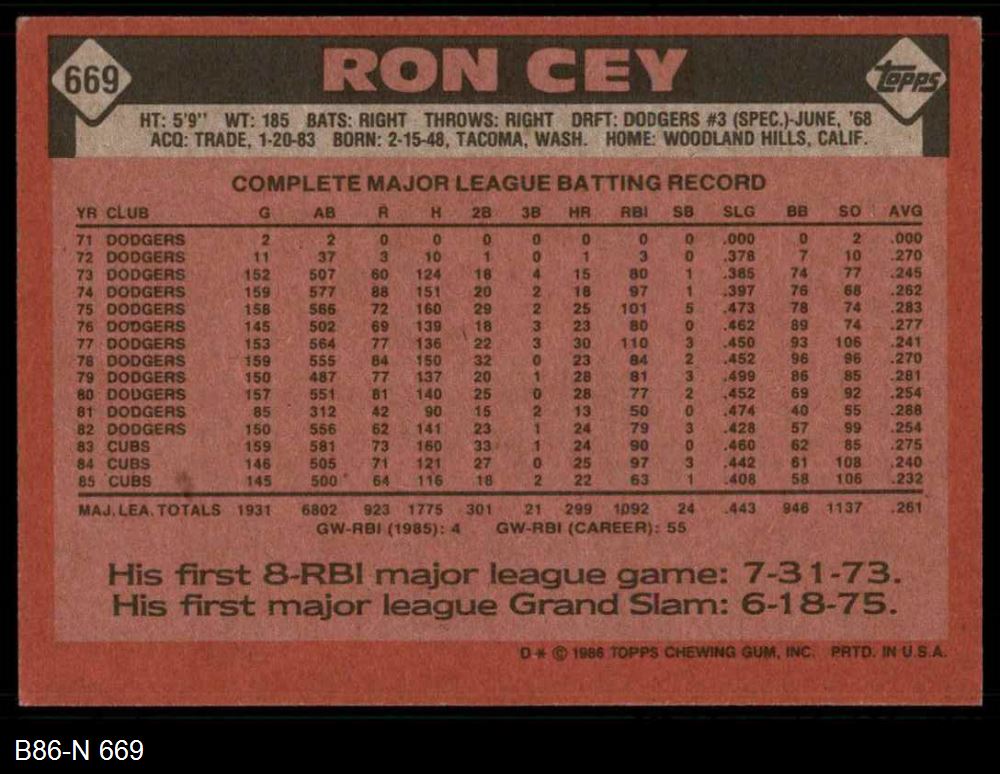 669 RON CEY Topps
HT: 5'9" WT: 185 BATS: RIGHT THROWS: RIGHT DRFT: DODGERS #3 (SPEC.)-JUNE, '68
ACQ: TRADE, 1-20-83 BORN: 2-15-48, TACOMA, WASH. HOME: WOODLAND HILLS, CALIF.
COMPLETE MAJOR LEAGUE BATTING RECORD
YR CLUB G AB R H 2B 3B HR RBI SB SLG BB SO AVG
71 DODGERS 2 2 0 0 0 0 0 0 0 .000 0 2 .000
72 DODGERS 11 37 3 10 1 0 1 3 0 .378 7 10 .270
73 DODGERS 152 507 60 124 18 4 15 80 1 .385 74 77 .245
74 DODGERS 159 577 88 151 20 2 18 97 1 .397 76 68 .262
75 DODGERS 158 566 72 160 29 2 25 101 5 .473 78 74 .283
76 DODGERS 145 502 69 139 18 3 23 80 0 .462 89 74 .277
77 DODGERS 153 564 77 136 22 3 30 110 3 .450 93 106 .241
78 DODGERS 159 555 84 150 32 0 23 84 2 .452 96 96 .270
79 DODGERS 150 487 77 137 20 1 28 81 3 .499 86 85 .281
80 DODGERS 157 551 81 140 25 0 28 77 2 .452 69 92 .254
81 DODGERS 85 312 42 90 15 2 13 50 0 .474 40 55 .288
82 DODGERS 150 556 62 141 23 1 24 79 3 .428 57 99 .254
83 CUBS 159 581 73 160 33 1 24 90 0 .460 62 85 .275
84 CUBS 146 505 71 121 27 0 25 97 3 .442 61 108 .240
85 CUBS 145 500 64 116 18 2 22 63 1 .408 58 106 .232
MAJ. LEA. TOTALS 1931 6802 923 1775 301 21 299 1092 24 .443 946 1137 .261
GW-RBI (1985): 4 GW-RBI (CAREER): 55
His first 8-RBI major league game: 7-31-73.
His first major league Grand Slam: 6-18-75.
D* © 1986 TOPPS CHEWING GUM, INC. PRTD. IN U.S.A.
B86-N 669